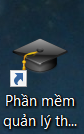 Phần mềm
quản lý th...